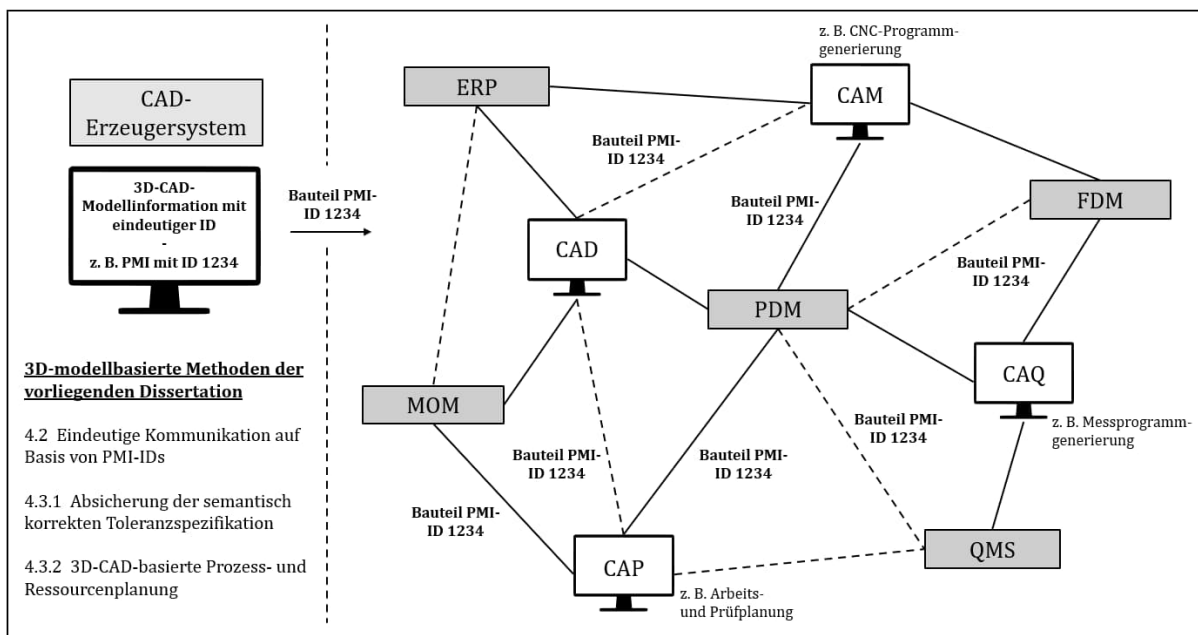 CAD-
Erzeugersystem
3D-CAD-
Modellinformation mit
eindeutiger ID
-
z. B. PMI mit ID 1234
3D-modellbasierte Methoden der
vorliegenden Dissertation
4.2 Eindeutige Kommunikation auf
Basis von PMI-IDs
4.3.1 Absicherung der semantisch
korrekten Toleranzspezifikation
4.3.2 3D-CAD-basierte Prozess- und
Ressourcenplanung
Bauteil PMI-
ID 1234
z. B. CNC-Programm-
generierung
ERP
CAM
Bauteil PMI-
ID 1234
Bauteil PMI-
ID 1234
FDM
CAD
Bauteil PMI-
ID 1234
PDM
CAQ
z. B. Messprogramm-
generierung
MOM
Bauteil PMI-
ID 1234
Bauteil PMI-
ID 1234
Bauteil PMI-
ID 1234
Bauteil PMI-
ID 1234
QMS
CAP
z. B. Arbeits-
und Prüfplanung